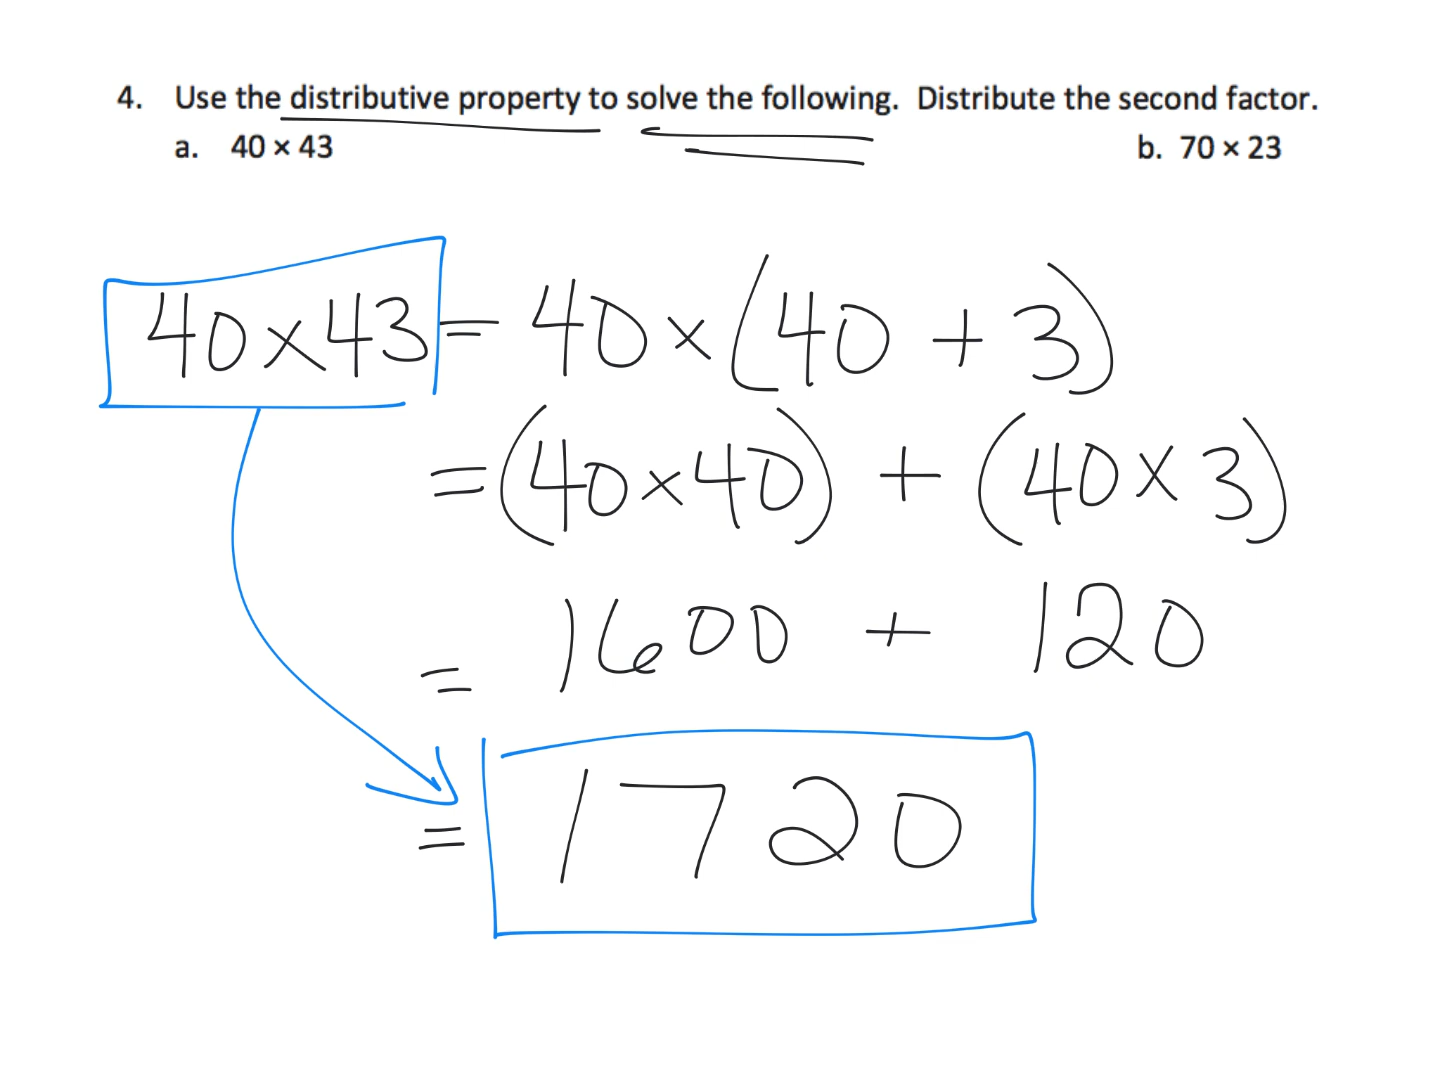 4. Use the distributive property to solve the following. Distribute the second factor.
a. 40 × 43 b. 70 × 23
40×43 = 40×(40 + 3)
=(40×40) + (40×3)
= 1600 + 120
= 1720